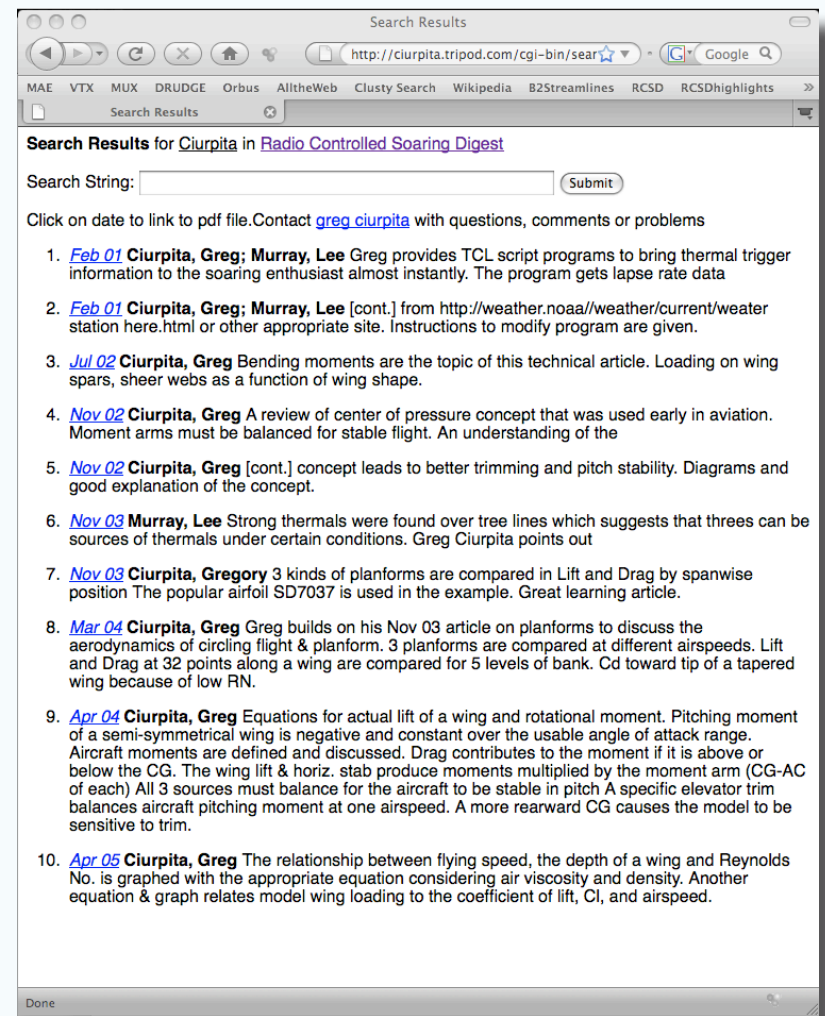 Search Results
http://ciurpita.tripod.com/cgi-bin/sear
G Google
MAE VTX MUX DRUDGE Orbus AlltheWeb Clusty Search Wikipedia B2Streamlines RCSD RCSDhighlights »
Search Results
Search Results for Ciurpita in Radio Controlled Soaring Digest
Search String: Submit
Click on date to link to pdf file.Contact greg ciurpita with questions, comments or problems
1. Feb 01 Ciurpita, Greg; Murray, Lee Greg provides TCL script programs to bring thermal trigger
information to the soaring enthusiast almost instantly. The program gets lapse rate data
2. Feb 01 Ciurpita, Greg; Murray, Lee [cont.] from http://weather.noaa//weather/current/weater
station here.html or other appropriate site. Instructions to modify program are given.
3. Jul 02 Ciurpita, Greg Bending moments are the topic of this technical article. Loading on wing
spars, sheer webs as a function of wing shape.
4. Nov 02 Ciurpita, Greg A review of center of pressure concept that was used early in aviation.
Moment arms must be balanced for stable flight. An understanding of the
5. Nov 02 Ciurpita, Greg [cont.] concept leads to better trimming and pitch stability. Diagrams and
good explanation of the concept.
6. Nov 03 Murray, Lee Strong thermals were found over tree lines which suggests that threes can be
sources of thermals under certain conditions. Greg Ciurpita points out
7. Nov 03 Ciurpita, Gregory 3 kinds of planforms are compared in Lift and Drag by spanwise
position The popular airfoil SD7037 is used in the example. Great learning article.
8. Mar 04 Ciurpita, Greg Greg builds on his Nov 03 article on planforms to discuss the
aerodynamics of circling flight & planform. 3 planforms are compared at different airspeeds. Lift
and Drag at 32 points along a wing are compared for 5 levels of bank. Cd toward tip of a tapered
wing because of low RN.
9. Apr 04 Ciurpita, Greg Equations for actual lift of a wing and rotational moment. Pitching moment
of a semi-symmetrical wing is negative and constant over the usable angle of attack range.
Aircraft moments are defined and discussed. Drag contributes to the moment if it is above or
below the CG. The wing lift & horiz. stab produce moments multiplied by the moment arm (CG-AC
of each) All 3 sources must balance for the aircraft to be stable in pitch A specific elevator trim
balances aircraft pitching moment at one airspeed. A more rearward CG causes the model to be
sensitive to trim.
10. Apr 05 Ciurpita, Greg The relationship between flying speed, the depth of a wing and Reynolds
No. is graphed with the appropriate equation considering air viscosity and density. Another
equation & graph relates model wing loading to the coefficient of lift, Cl, and airspeed.
Done